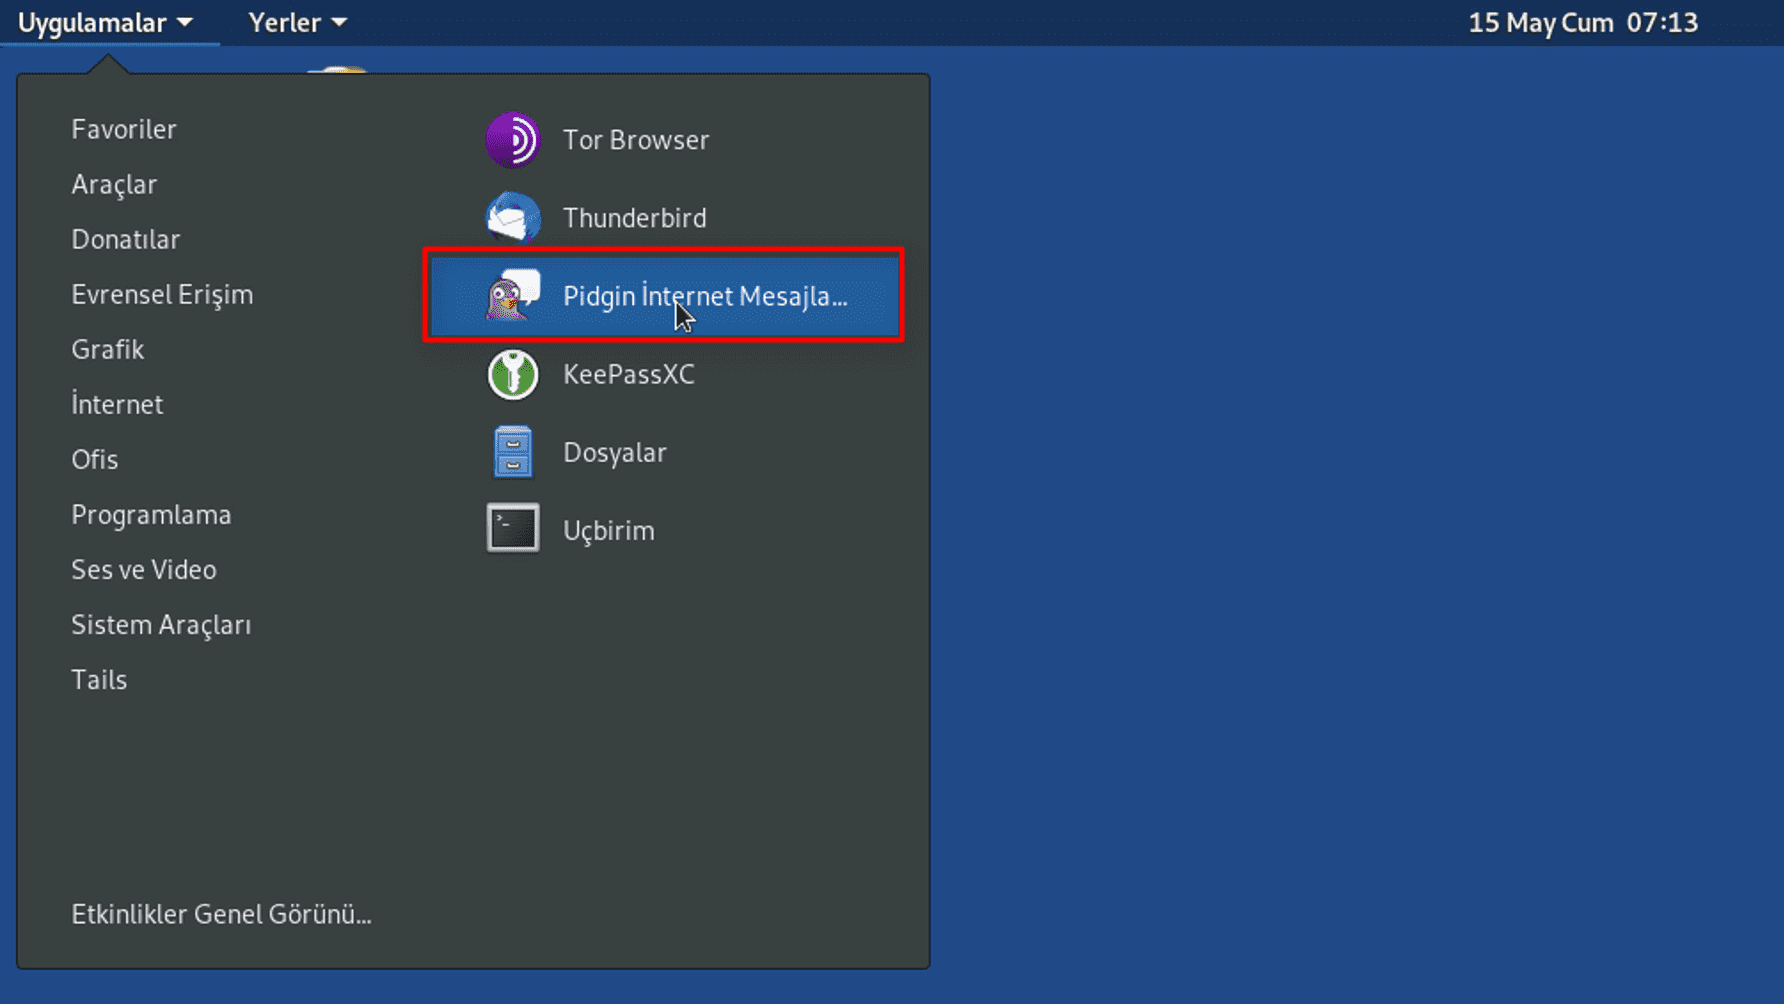 Uygulamalar Yerler 15 May Cum 07:13
Favoriler
Araçlar
Donatılar
Evrensel Erişim
Grafik
İnternet
Ofis
Programlama
Ses ve Video
Sistem Araçları
Tails
Etkinlikler Genel Görünü...
Tor Browser
Thunderbird
Pidgin İnternet Mesajla...
KeePassXC
Dosyalar
Uçbirim